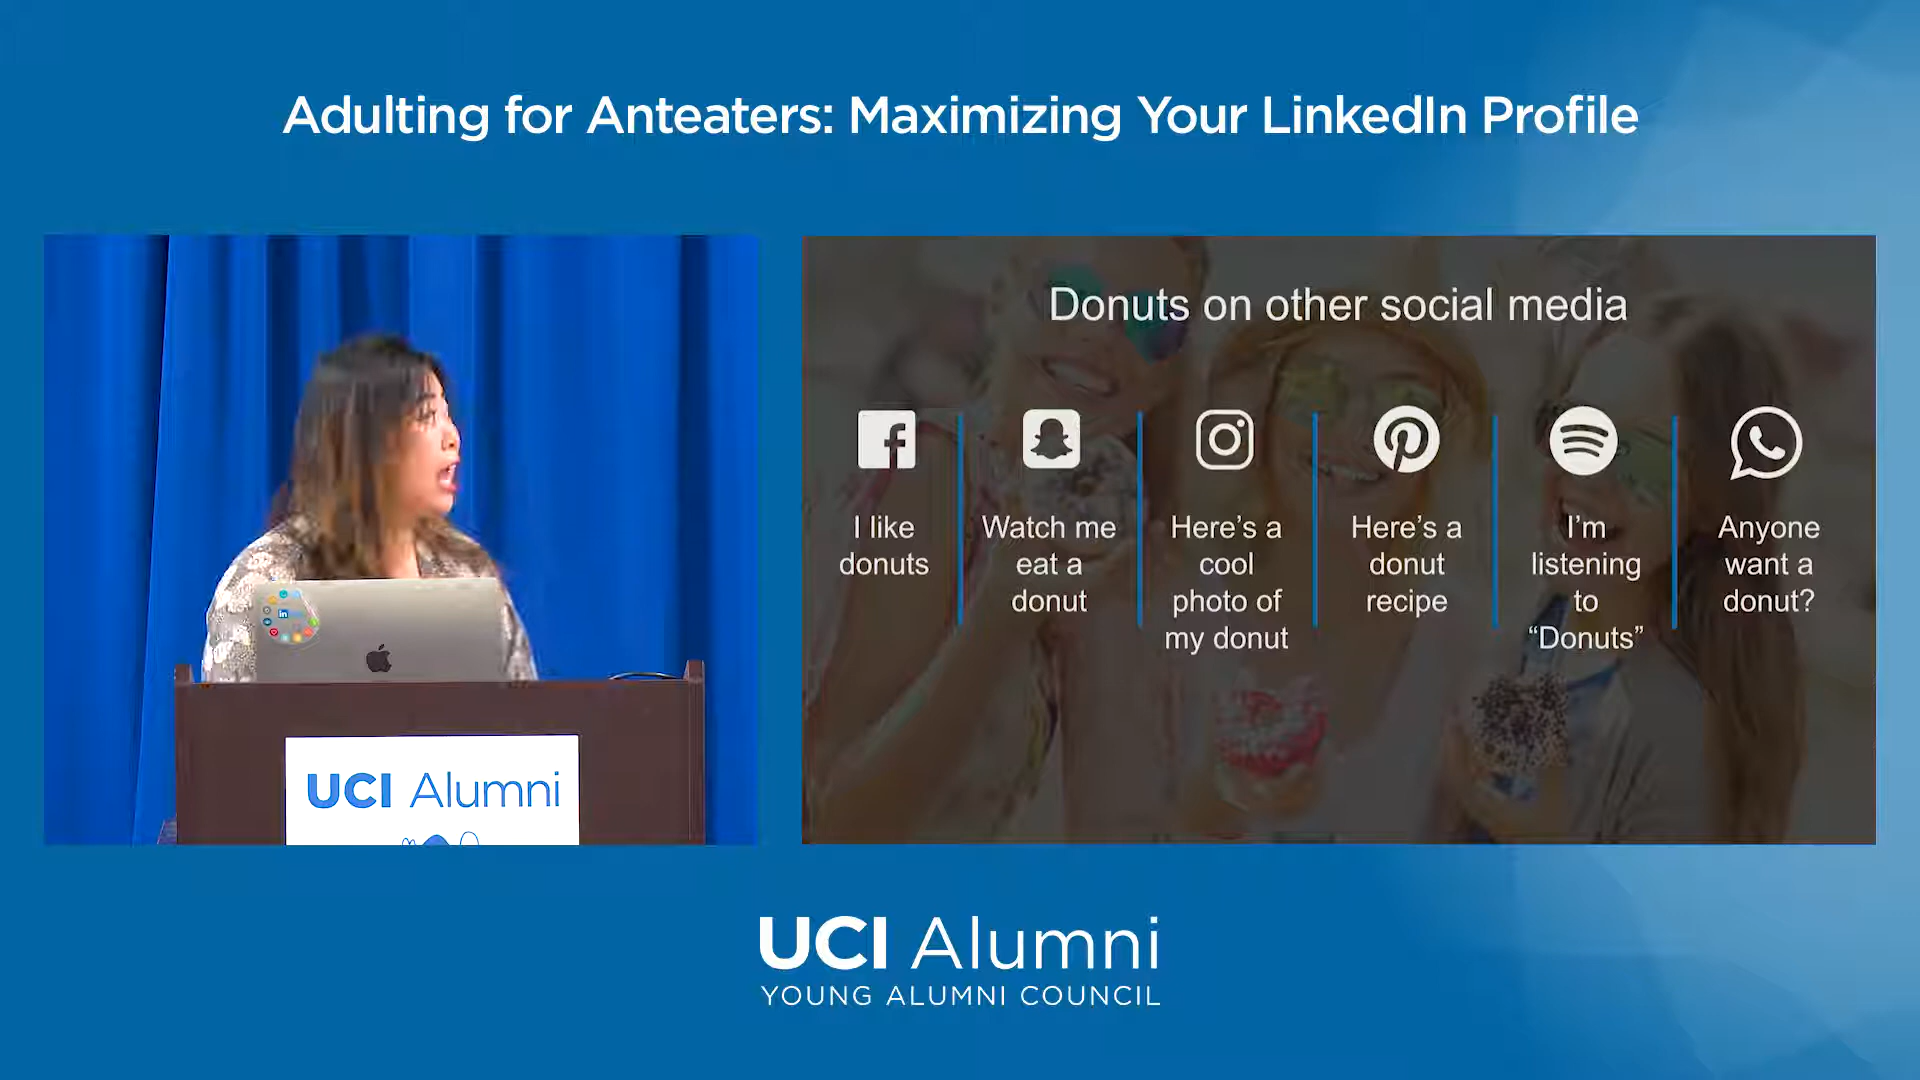 Adulting for Anteaters: Maximizing Your LinkedIn Profile
UCI Alumni
Donuts on other social media
I like
donuts
Watch me
eat a
donut
Here’s a
cool
photo of
my donut
Here’s a
donut
recipe
I’m
listening
to
“Donuts”
Anyone
want a
donut?
in
UCI Alumni
YOUNG ALUMNI COUNCIL